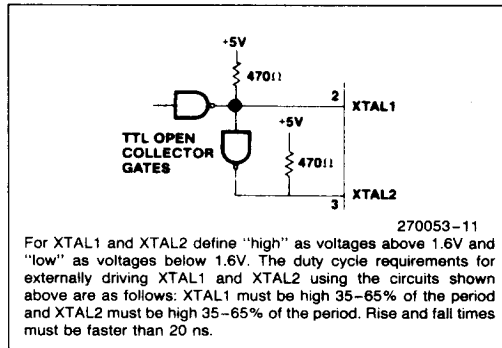 +5V
470Ω
2
XTAL1
TTL OPEN
COLLECTOR
GATES
+5V
470Ω
XTAL2
3
270053-11
For XTAL1 and XTAL2 define "high" as voltages above 1.6V and
"low" as voltages below 1.6V. The duty cycle requirements for
externally driving XTAL1 and XTAL2 using the circuits shown
above are as follows: XTAL1 must be high 35-65% of the period
and XTAL2 must be high 35-65% of the period. Rise and fall times
must be faster than 20 ns.